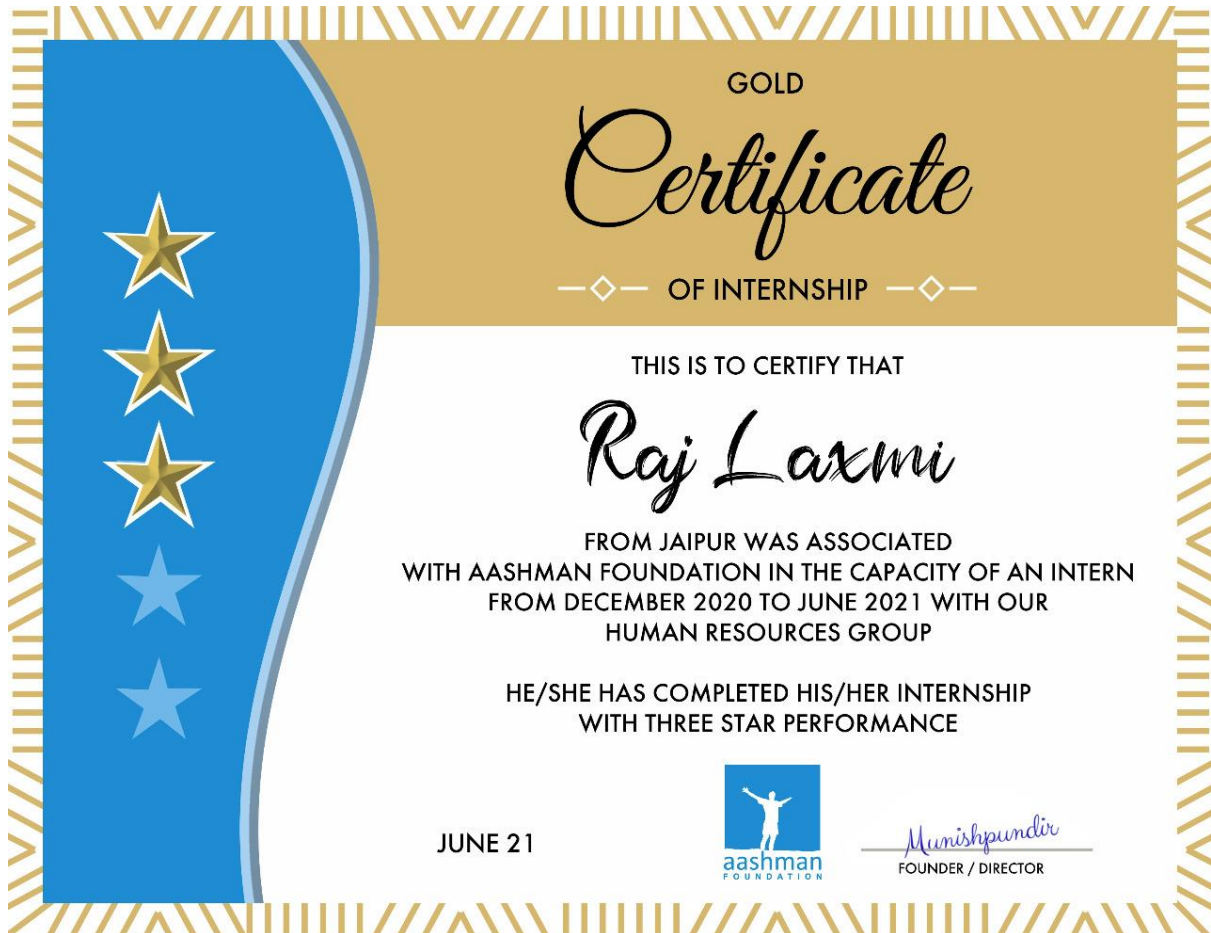 GOLD
Certificate
OF INTERNSHIP
THIS IS TO CERTIFY THAT
Raj Laxmi
FROM JAIPUR WAS ASSOCIATED
WITH AASHMAN FOUNDATION IN THE CAPACITY OF AN INTERN
FROM DECEMBER 2020 TO JUNE 2021 WITH OUR
HUMAN RESOURCES GROUP
HE/SHE HAS COMPLETED HIS/HER INTERNSHIP
WITH THREE STAR PERFORMANCE
JUNE 21
aashman
FOUNDATION
Munishpundir
FOUNDER / DIRECTOR